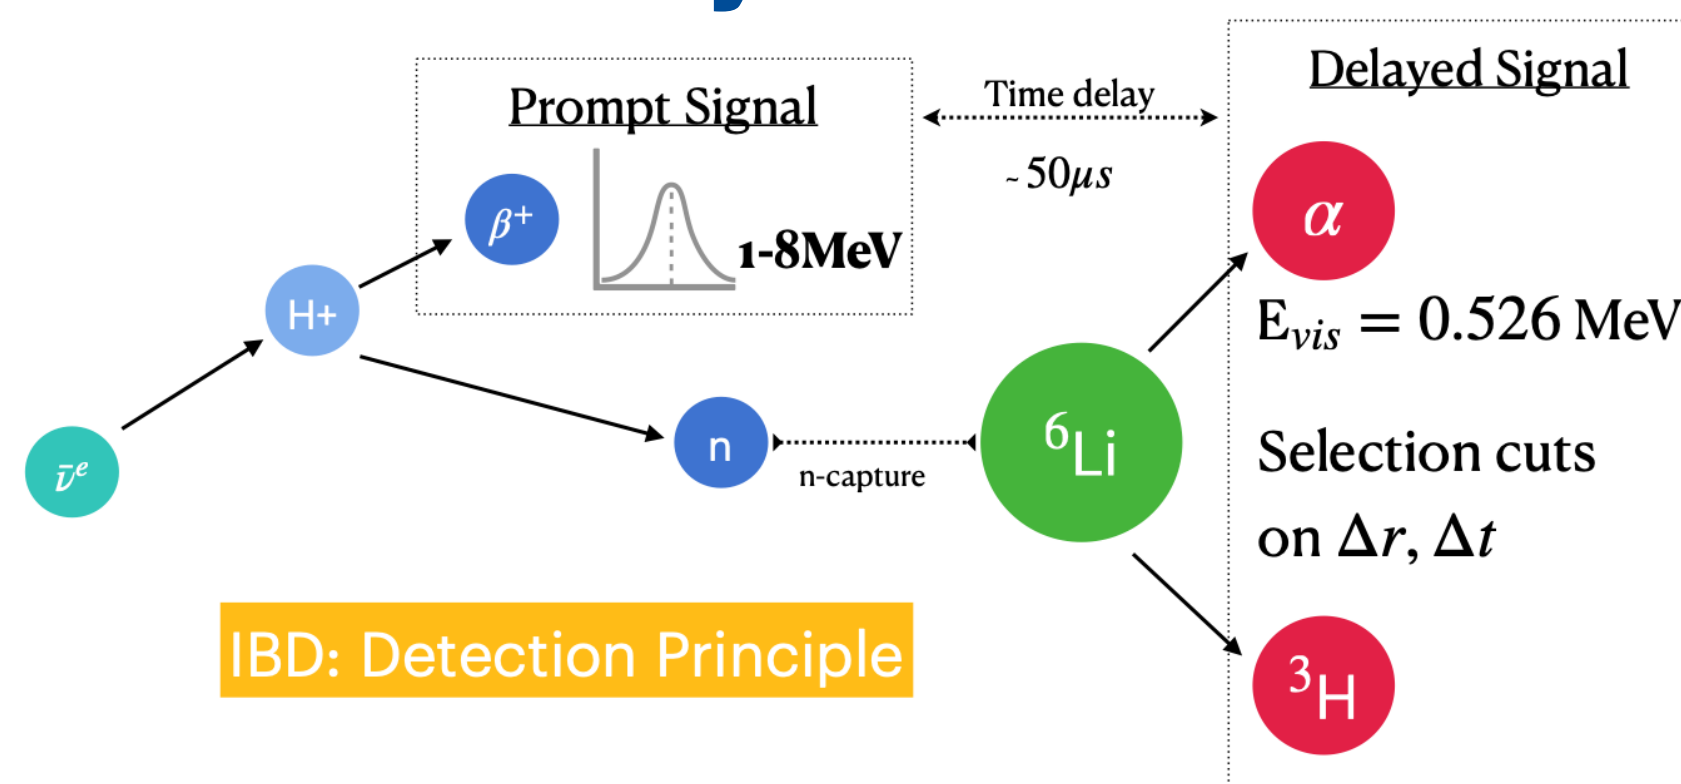 Prompt Signal
β⁺
1-8MeV
Time delay
~50μs
Delayed Signal
α
E_vis = 0.526 MeV
H+
ν̄ᵉ
n
n-capture
⁶Li
Selection cuts
on Δr, Δt
³H
IBD: Detection Principle